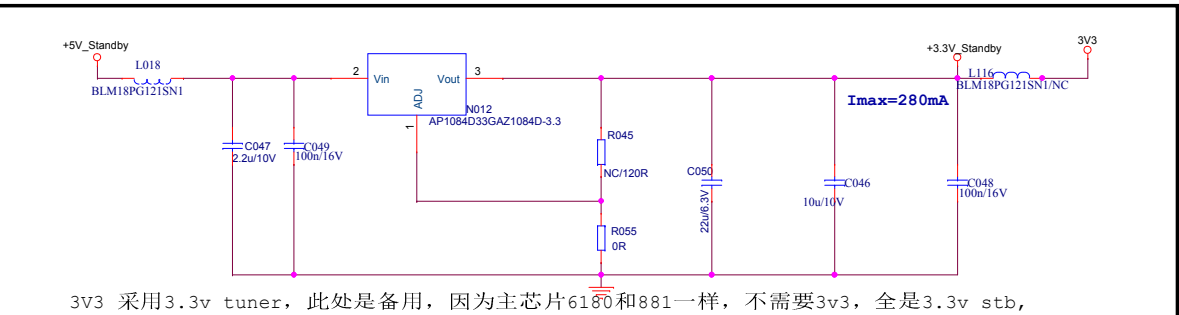 +5V_Standby
L018
BLM18PG121SN1
2
Vin
Vout
3
ADJ
1
N012
AP1084D33GAZ1084D-3.3
C047
2.2u/10V
C049
100n/16V
R045
NC/120R
R055
0R
C050
22u/6.3V
C046
10u/10V
+3.3V_Standby
3V3
L116
BLM18PG121SN1/NC
Imax=280mA
C048
100n/16V
3V3 采用3.3v tuner，此处是备用，因为主芯片6180和881一样，不需要3v3，全是3.3v stb,